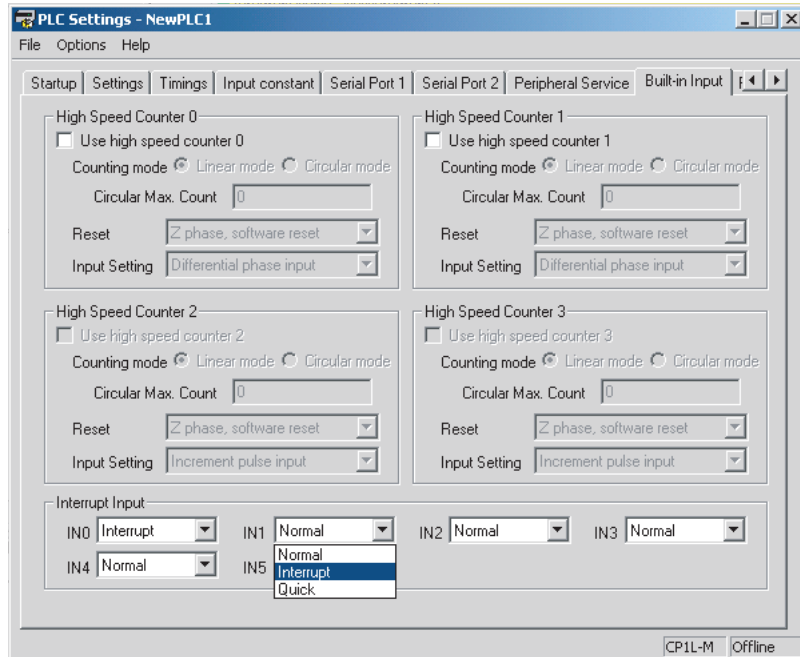 PLC Settings - NewPLC1
File Options Help
Startup Settings Timings Input constant Serial Port 1 Serial Port 2 Peripheral Service Built-in Input
High Speed Counter 0
Use high speed counter 0
Counting mode Linear mode Circular mode
Circular Max. Count 0
Reset Z phase, software reset
Input Setting Differential phase input
High Speed Counter 1
Use high speed counter 1
Counting mode Linear mode Circular mode
Circular Max. Count 0
Reset Z phase, software reset
Input Setting Differential phase input
High Speed Counter 2
Use high speed counter 2
Counting mode Linear mode Circular mode
Circular Max. Count 0
Reset Z phase, software reset
Input Setting Increment pulse input
High Speed Counter 3
Use high speed counter 3
Counting mode Linear mode Circular mode
Circular Max. Count 0
Reset Z phase, software reset
Input Setting Increment pulse input
Interrupt Input
IN0 Interrupt IN1 Normal IN2 Normal IN3 Normal
IN4 Normal IN5
Normal
Interrupt
Quick
CP1L-M Offline